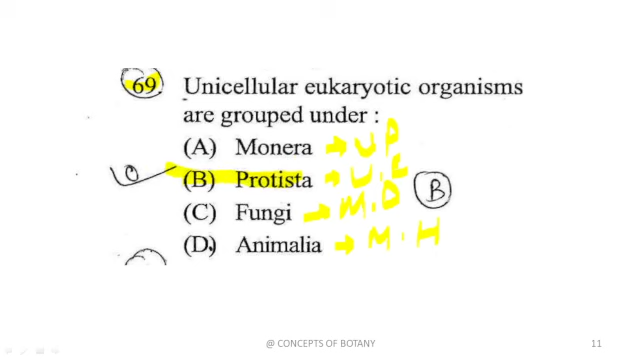 69. Unicellular eukaryotic organisms
are grouped under :
(A) Monera → U P
(B) Protista → U. E
(C) Fungi → M. D
(D) Animalia → M. H
B
@ CONCEPTS OF BOTANY
11